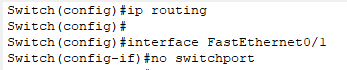 Switch(config)#ip routing
Switch(config)#
Switch(config)#interface FastEthernet0/1
Switch(config-if)#no switchport